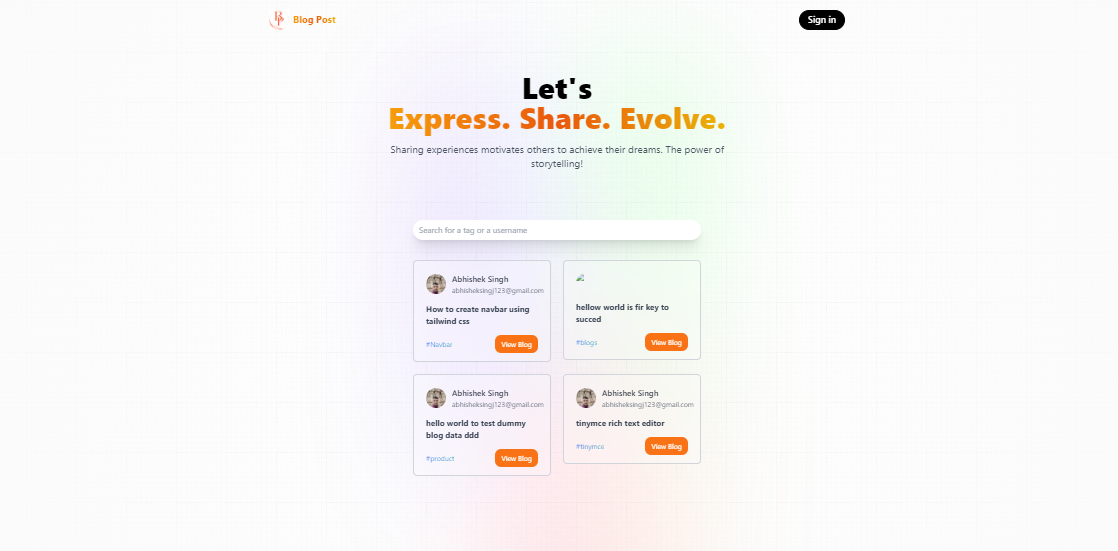 Blog Post
Sign in
Let's
Express. Share. Evolve.
Sharing experiences motivates others to achieve their dreams. The power of
storytelling!
Search for a tag or a username
Abhishek Singh
abhisheksingj123@gmail.com
How to create navbar using
tailwind css
#Navbar
View Blog
hellow world is fir key to
succed
#blogs
View Blog
Abhishek Singh
abhisheksingj123@gmail.com
hello world to test dummy
blog data ddd
#product
View Blog
Abhishek Singh
abhisheksingj123@gmail.com
tinymce rich text editor
#tinymce
View Blog